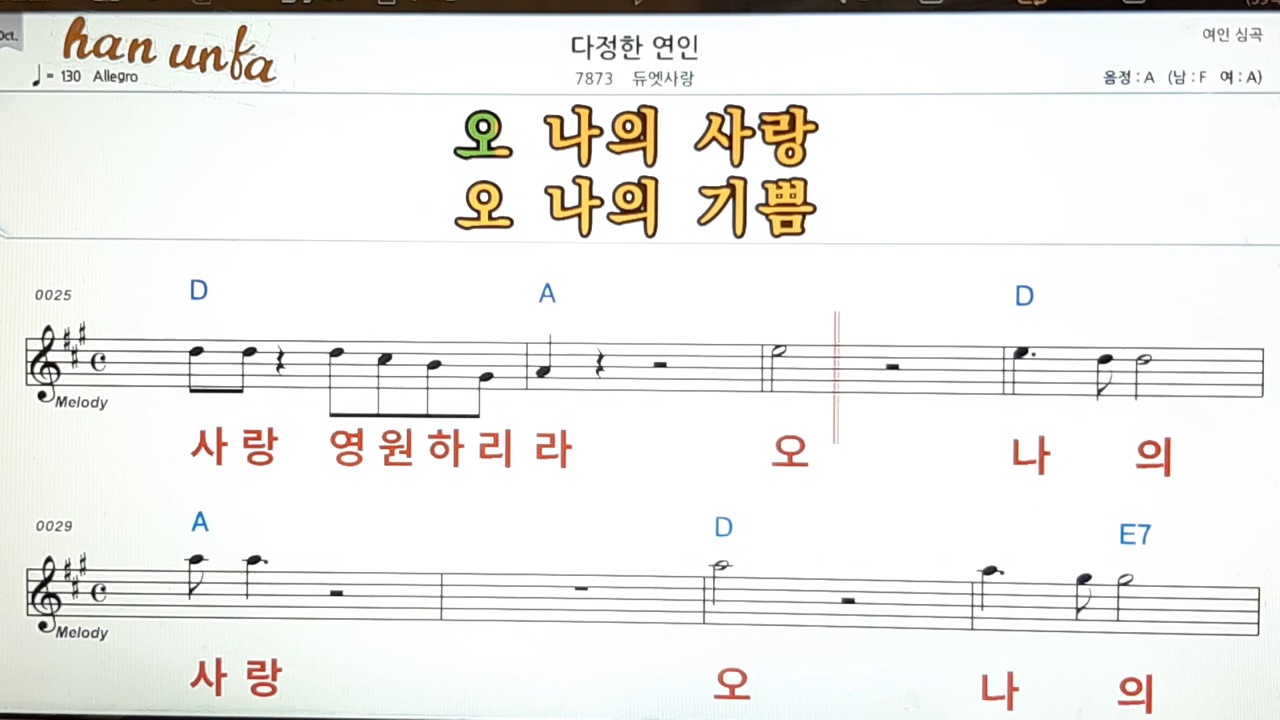 Oct.
han unfa
여인 심곡
다정한 연인
♩= 130 Allegro
7873 듀엣사랑
음정 : A (남 : F 여 : A)
오 나의 사랑
오 나의 기쁨
0025
D A D
Melody
사 랑 영 원 하 리 라 오 나 의
0029
A D E7
Melody
사 랑 오 나 의